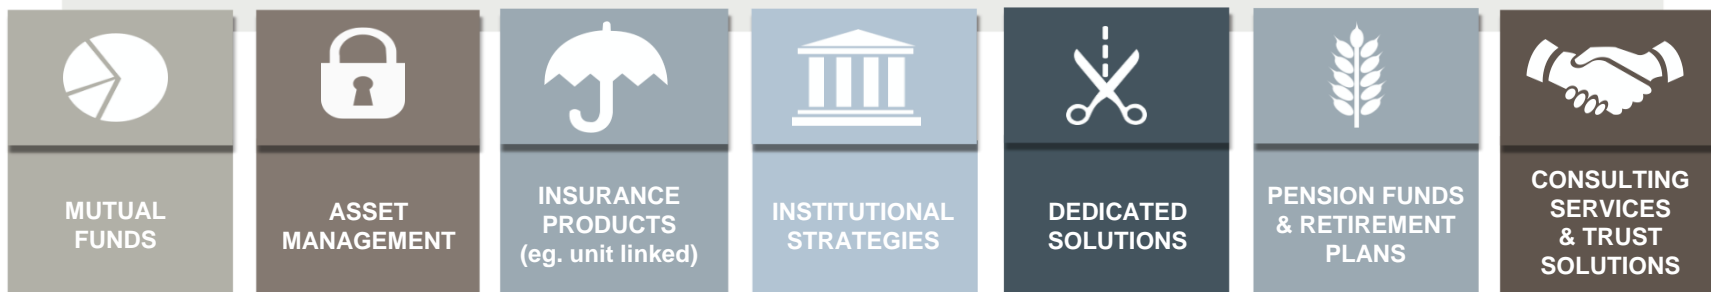 MUTUAL
FUNDS
ASSET
MANAGEMENT
INSURANCE
PRODUCTS
(eg. unit linked)
INSTITUTIONAL
STRATEGIES
DEDICATED
SOLUTIONS
PENSION FUNDS
& RETIREMENT
PLANS
CONSULTING
SERVICES
& TRUST
SOLUTIONS